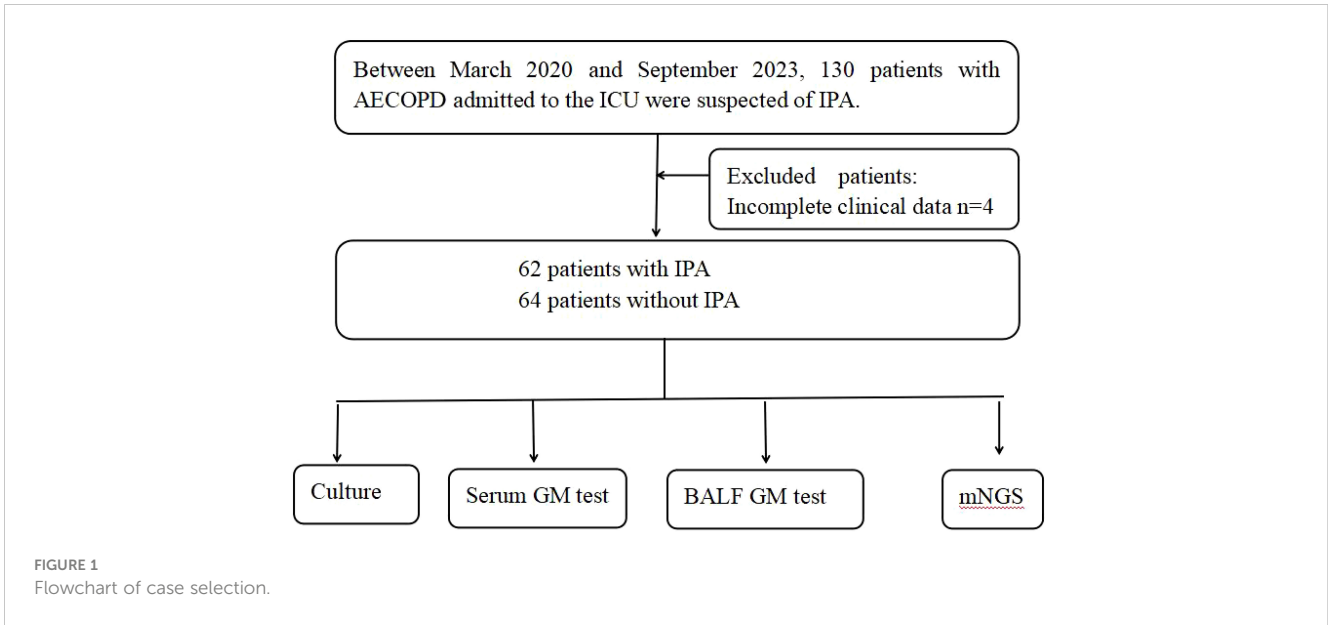 Between March 2020 and September 2023, 130 patients with
AECOPD admitted to the ICU were suspected of IPA.
Excluded patients:
Incomplete clinical data n=4
62 patients with IPA
64 patients without IPA
Culture
Serum GM test
BALF GM test
mNGS
FIGURE 1
Flowchart of case selection.